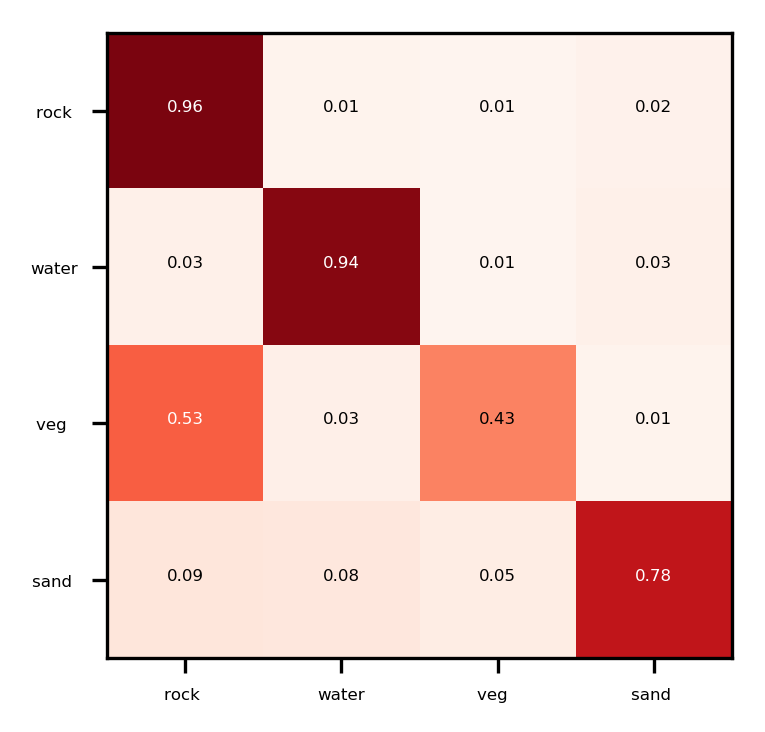 rock 0.96 0.01 0.01 0.02
water 0.03 0.94 0.01 0.03
veg 0.53 0.03 0.43 0.01
sand 0.09 0.08 0.05 0.78
rock water veg sand